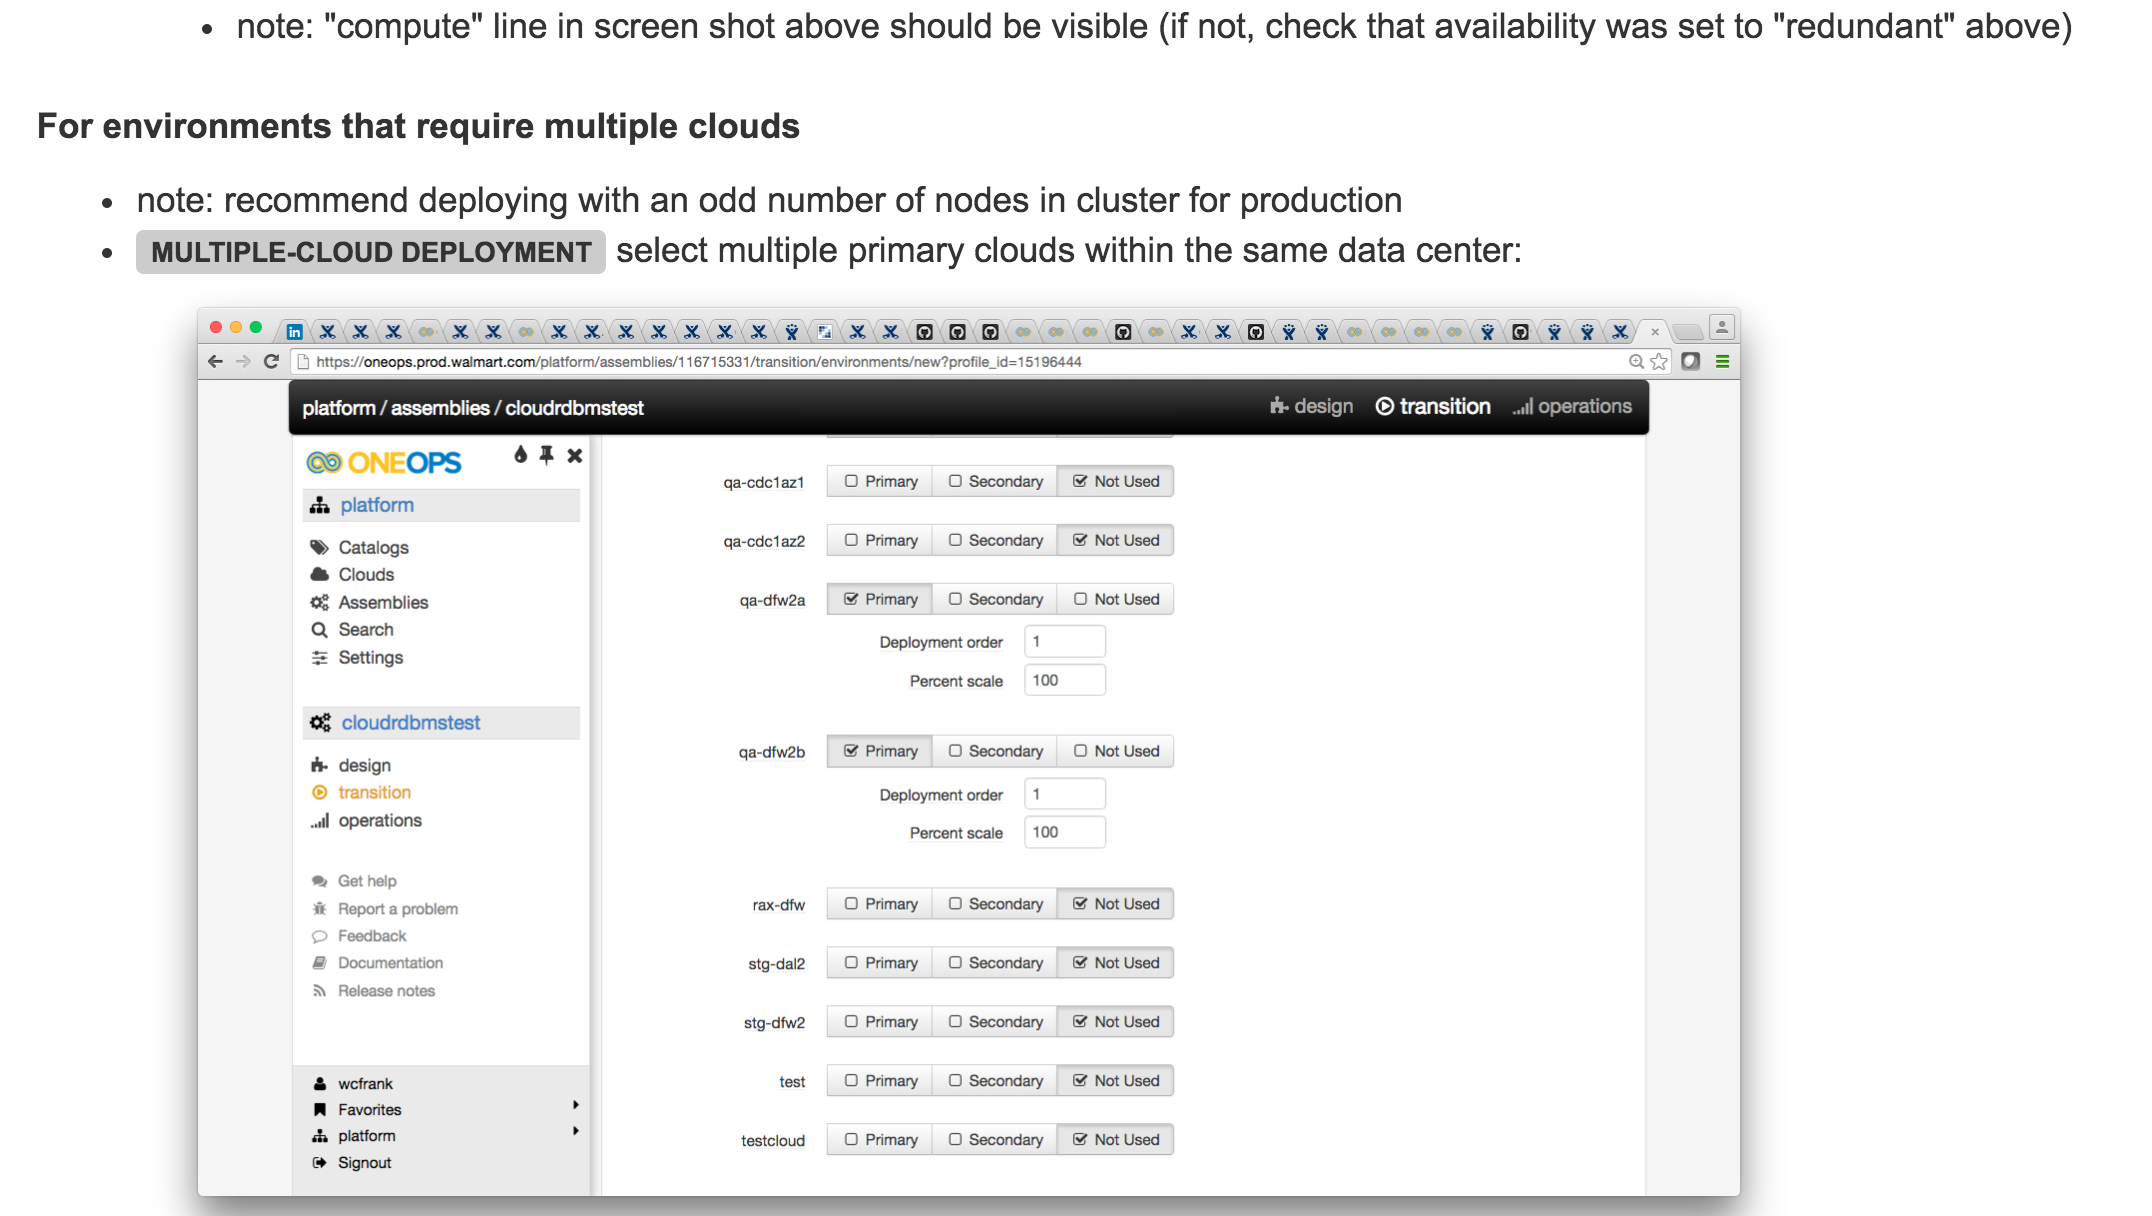 note: "compute" line in screen shot above should be visible (if not, check that availability was set to "redundant" above)
For environments that require multiple clouds
note: recommend deploying with an odd number of nodes in cluster for production
MULTIPLE-CLOUD DEPLOYMENT select multiple primary clouds within the same data center:
https://oneops.prod.walmart.com/platform/assemblies/116715331/transition/environments/new?profile_id=15196444
platform / assemblies / cloudrdbmstest
design transition operations
ONEOPS
platform
Catalogs
Clouds
Assemblies
Search
Settings
cloudrdbmstest
design
transition
operations
Get help
Report a problem
Feedback
Documentation
Release notes
wcfrank
Favorites
platform
Signout
qa-cdc1az1 Primary Secondary Not Used
qa-cdc1az2 Primary Secondary Not Used
qa-dfw2a Primary Secondary Not Used
Deployment order 1
Percent scale 100
qa-dfw2b Primary Secondary Not Used
Deployment order 1
Percent scale 100
rax-dfw Primary Secondary Not Used
stg-dal2 Primary Secondary Not Used
stg-dfw2 Primary Secondary Not Used
test Primary Secondary Not Used
testcloud Primary Secondary Not Used